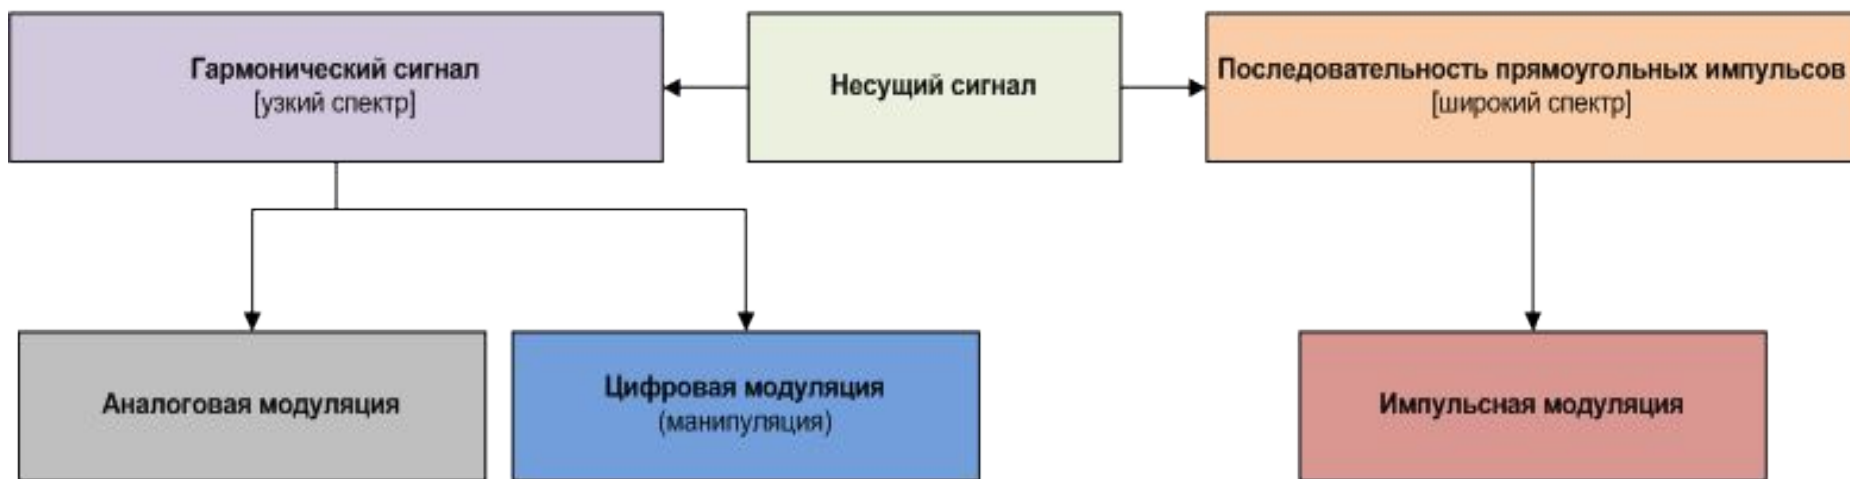 Гармонический сигнал
[узкий спектр]
Несущий сигнал
Последовательность прямоугольных импульсов
[широкий спектр]
Аналоговая модуляция
Цифровая модуляция
(манипуляция)
Импульсная модуляция